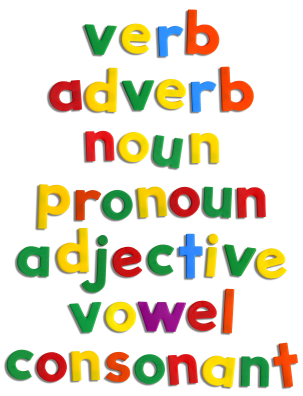 verb
adverb
noun
pronoun
adjective
vowel
consonant